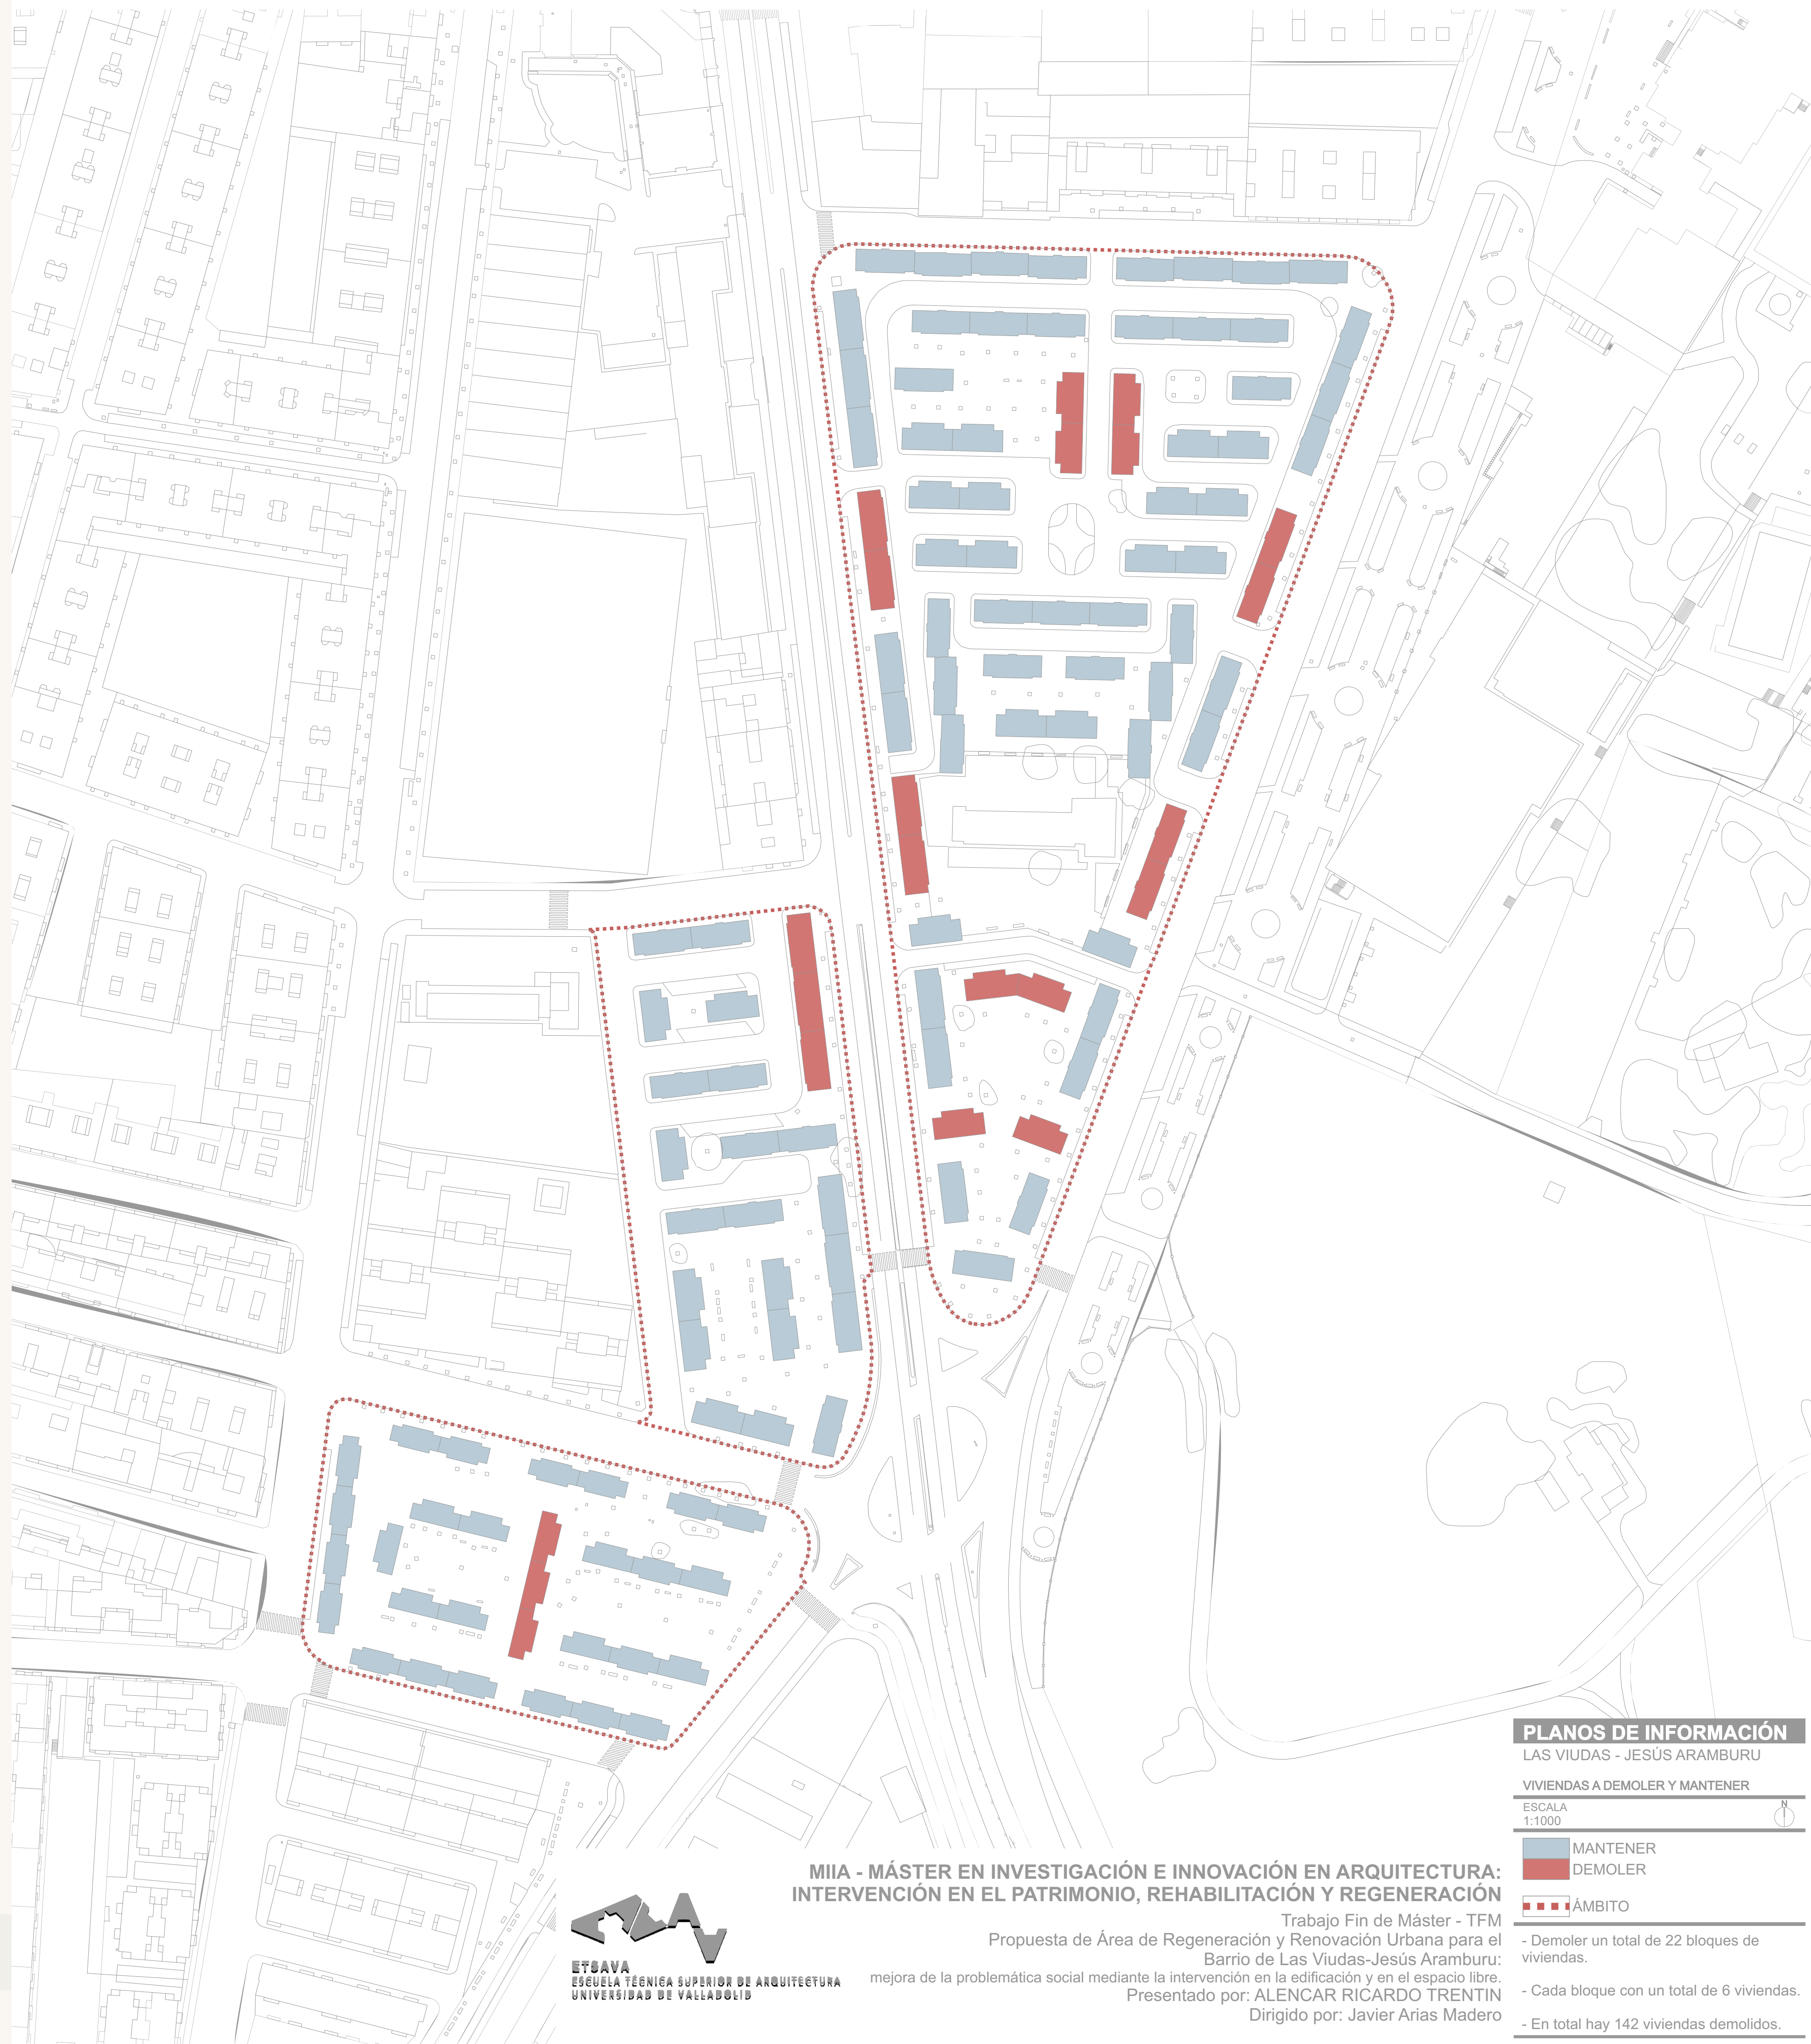 PLANOS DE INFORMACIÓN
LAS VIUDAS - JESÚS ARAMBURU
VIVIENDAS A DEMOLER Y MANTENER
ESCALA
1:1000
N
MANTENER
DEMOLER
ÁMBITO
- Demoler un total de 22 bloques de
viviendas.
- Cada bloque con un total de 6 viviendas.
- En total hay 142 viviendas demolidos.
MIIA - MÁSTER EN INVESTIGACIÓN E INNOVACIÓN EN ARQUITECTURA:
INTERVENCIÓN EN EL PATRIMONIO, REHABILITACIÓN Y REGENERACIÓN
Trabajo Fin de Máster - TFM
Propuesta de Área de Regeneración y Renovación Urbana para el
Barrio de Las Viudas-Jesús Aramburu:
mejora de la problemática social mediante la intervención en la edificación y en el espacio libre.
Presentado por: ALENCAR RICARDO TRENTIN
Dirigido por: Javier Arias Madero
ETSAVA
ESCUELA TÉCNICA SUPERIOR DE ARQUITECTURA
UNIVERSIDAD DE VALLADOLID